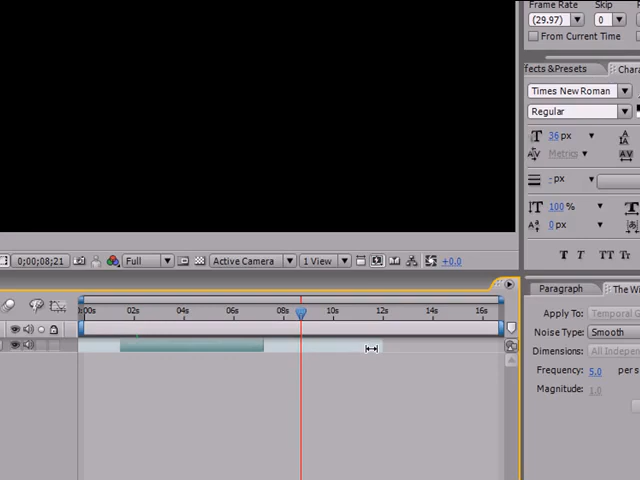 Frame Rate Skip
(29.97) 0
From Current Time
ffects &Presets Chara
Times New Roman
Regular
36 px
Metrics
- px
100 %
0 px
T T TT Tr
0;00;08;21 Full Active Camera 1 View +0.0
Paragraph The Wi
0:00s 02s 04s 06s 08s 10s 12s 14s 16s
Apply To: Temporal G
Noise Type: Smooth
Dimensions: All Indepen
Frequency: 5.0 per s
Magnitude: 1.0